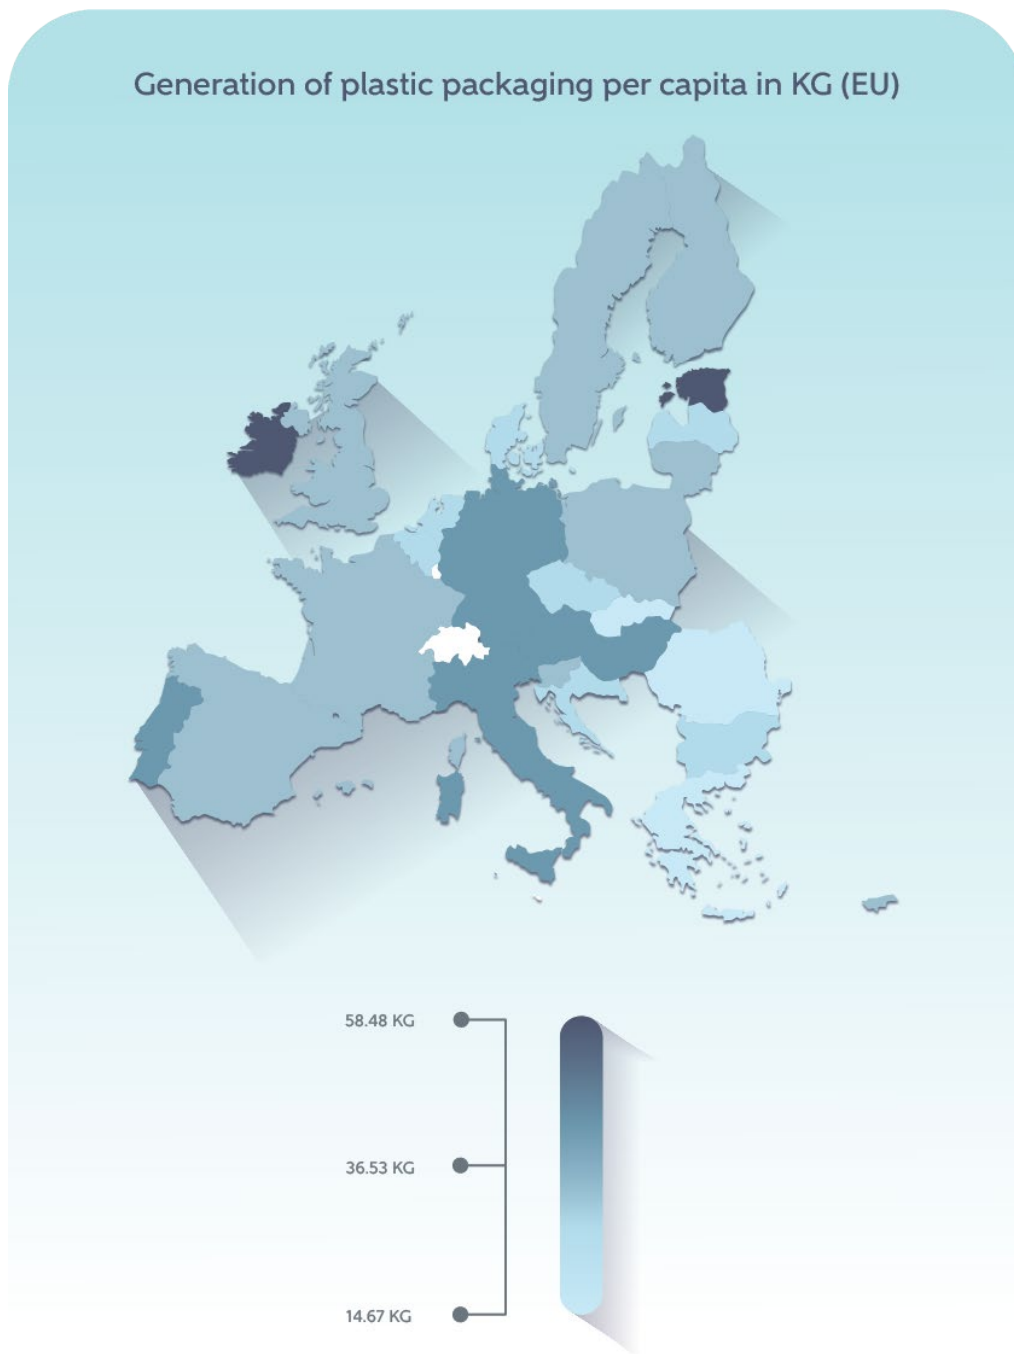 Generation of plastic packaging per capita in KG (EU)
58.48 KG
36.53 KG
14.67 KG